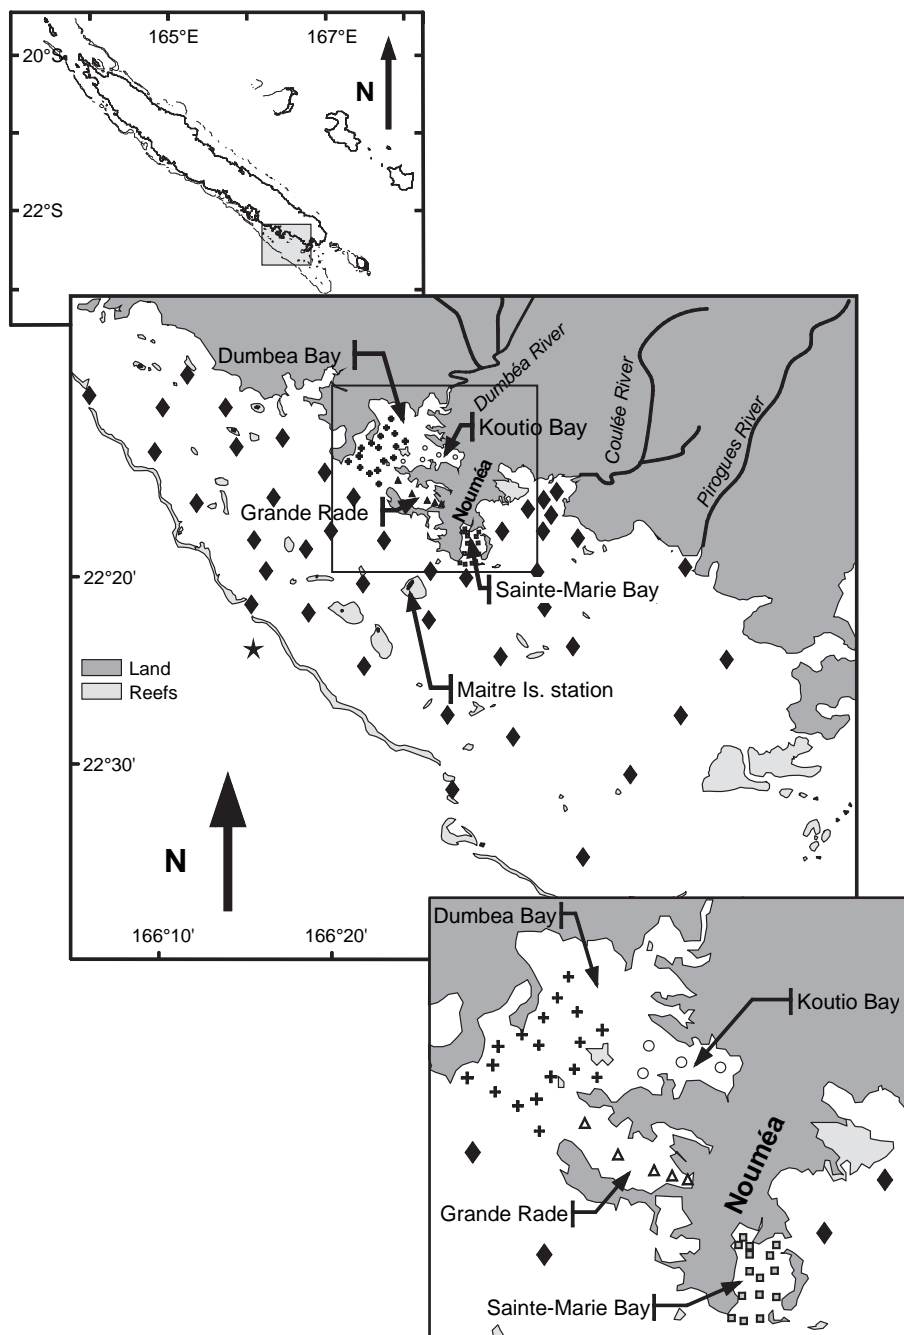 165°E
167°E
20°S
N
22°S
Dumbea Bay
Dumbéa River
Koutio Bay
Coulée River
Pirogues River
Nouméa
Grande Rade
22°20'
Sainte-Marie Bay
Land
Reefs
Maitre Is. station
22°30'
N
166°10'
166°20'
Dumbea Bay
Koutio Bay
Nouméa
Grande Rade
Sainte-Marie Bay